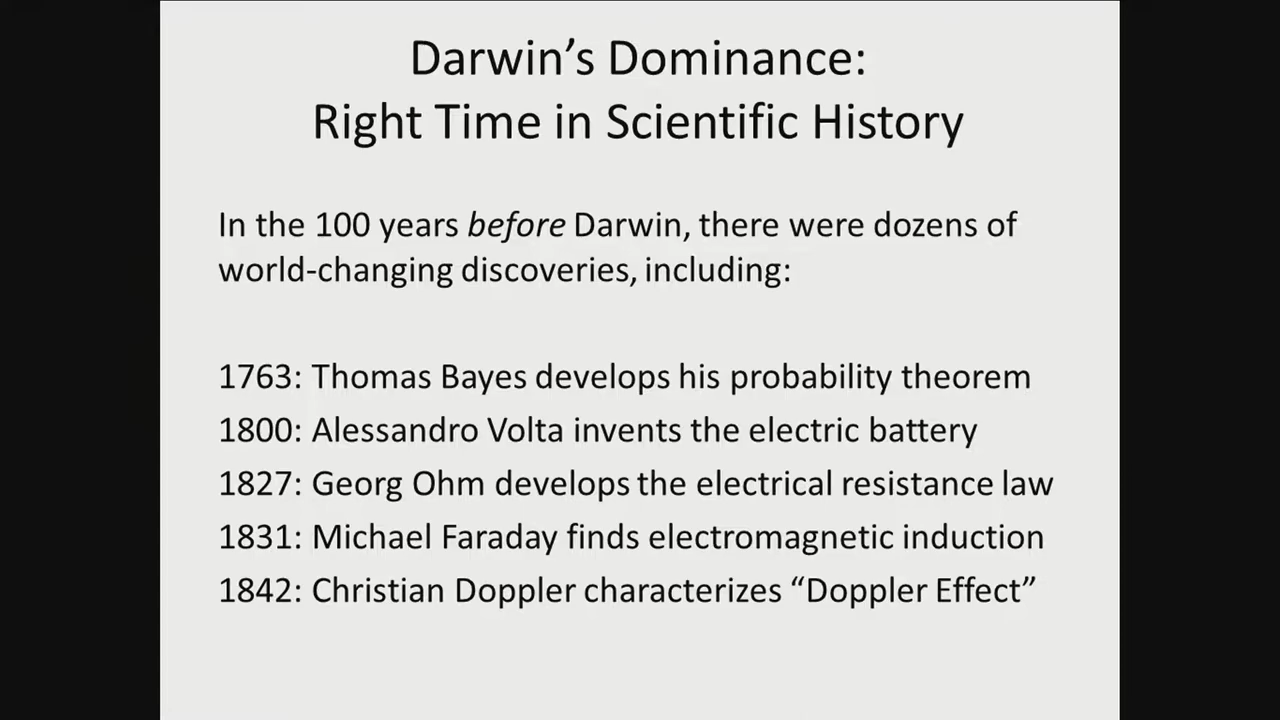 Darwin’s Dominance:
Right Time in Scientific History
In the 100 years before Darwin, there were dozens of
world-changing discoveries, including:
1763: Thomas Bayes develops his probability theorem
1800: Alessandro Volta invents the electric battery
1827: Georg Ohm develops the electrical resistance law
1831: Michael Faraday finds electromagnetic induction
1842: Christian Doppler characterizes “Doppler Effect”